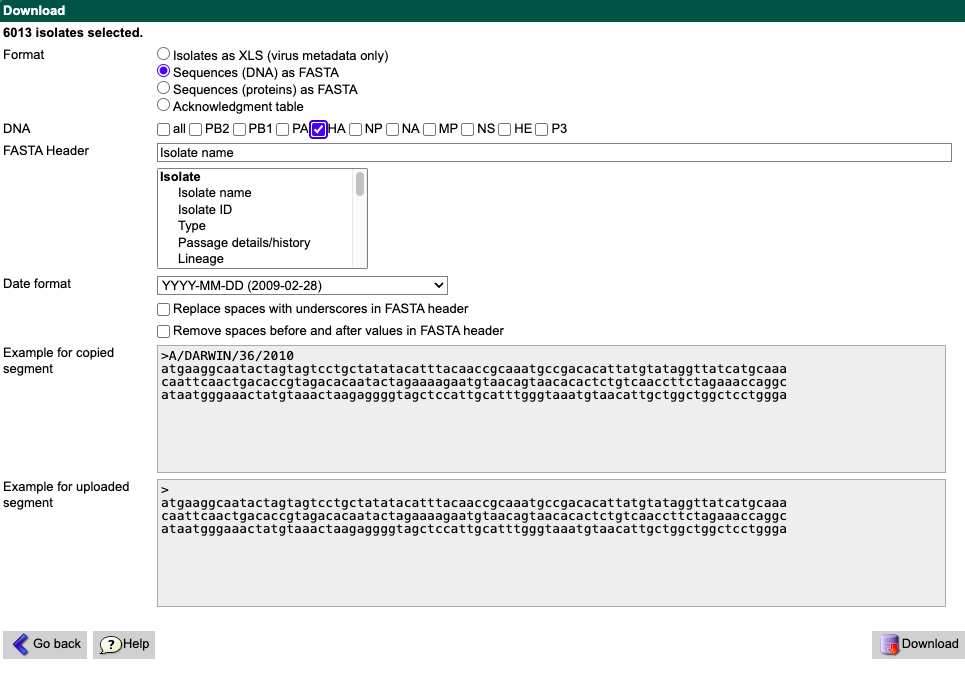 Download
6013 isolates selected.
Format
Isolates as XLS (virus metadata only)
Sequences (DNA) as FASTA
Sequences (proteins) as FASTA
Acknowledgment table
DNA
all PB2 PB1 PA HA NP NA MP NS HE P3
FASTA Header
Isolate name
Isolate
Isolate name
Isolate ID
Type
Passage details/history
Lineage
Date format
YYYY-MM-DD (2009-02-28)
Replace spaces with underscores in FASTA header
Remove spaces before and after values in FASTA header
Example for copied
segment
>A/DARWIN/36/2010
atgaaggcaatactagtagtcctgctatatacatttacaaccgcaaatgccgacacattatgtataggttatcatgcaaa
caattcaactgacaccgtagacacaatactagaaaagaatgtaacagtaacacactctgtcaaccttctagaaaccaggc
ataatgggaaactatgtaaactaagaggggtagctccattgcatttgggtaaatgtaacattgctggctggctcctggga
Example for uploaded
segment
>
atgaaggcaatactagtagtcctgctatatacatttacaaccgcaaatgccgacacattatgtataggttatcatgcaaa
caattcaactgacaccgtagacacaatactagaaaagaatgtaacagtaacacactctgtcaaccttctagaaaccaggc
ataatgggaaactatgtaaactaagaggggtagctccattgcatttgggtaaatgtaacattgctggctggctcctggga
Go back
? Help
Download